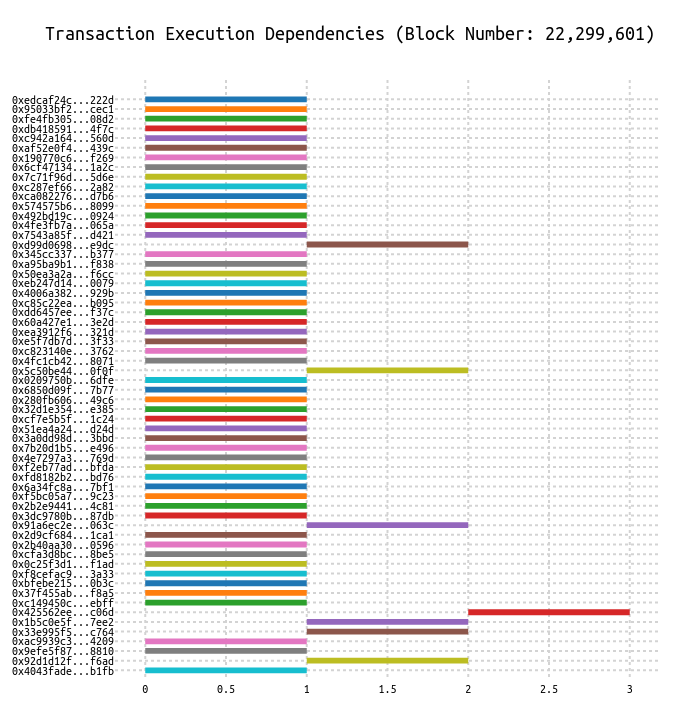 Transaction Execution Dependencies (Block Number: 22,299,601)
0xedcaf24c...222d
0x95033bf2...cec1
0xfe4fb305...08d2
0xdb418591...4f7c
0xc942a164...560d
0xaf52e0f4...439c
0x190770c6...f269
0x6cf47134...1a2c
0x7c71f96d...5d6e
0xc287ef66...2a82
0xca082276...d7b6
0x574575b6...8099
0x492bd19c...0924
0x4fe3fb7a...065a
0x7543a85f...d421
0xd99d0698...e9dc
0x345cc337...b377
0xa95ba9b1...f838
0x50ea3a2a...f6cc
0xeb247d14...0079
0x4006a382...929b
0xc85c22ea...b095
0xdd6457ee...f37c
0x60a427e1...3e2d
0xea3912f6...321d
0xe5f7db7d...3f33
0xc823140e...3762
0x4fc1cb42...8071
0x5c50be44...0f0f
0x0209750b...6dfe
0x6850d09f...7b77
0x280fb606...49c6
0x32d1e354...e385
0xcf7e5b5f...1c24
0x51ea4a24...d24d
0x3a0dd98d...3bbd
0x7b20d1b5...e496
0x4e7297a3...769d
0xf2eb77ad...bfda
0xfd8182b2...bd76
0x6a34fc8a...7bf1
0xf5bc05a7...9c23
0x2b2e9441...4c81
0x3dc9780b...87db
0x91a6ec2e...063c
0x2d9cf684...1ca1
0x2b40aa30...0596
0xcfa3d8bc...8be5
0x0c25f3d1...f1ad
0xf8cefac9...3a33
0xbfebe215...0b3c
0x37f455ab...f8a5
0xc149450c...ebff
0x425562ee...c06d
0x1b5c0e5f...7ee2
0x33e995f5...c764
0xac9939c3...4209
0x9efe5f87...8810
0x92d1d12f...f6ad
0x4043fade...b1fb
0 0.5 1 1.5 2 2.5 3